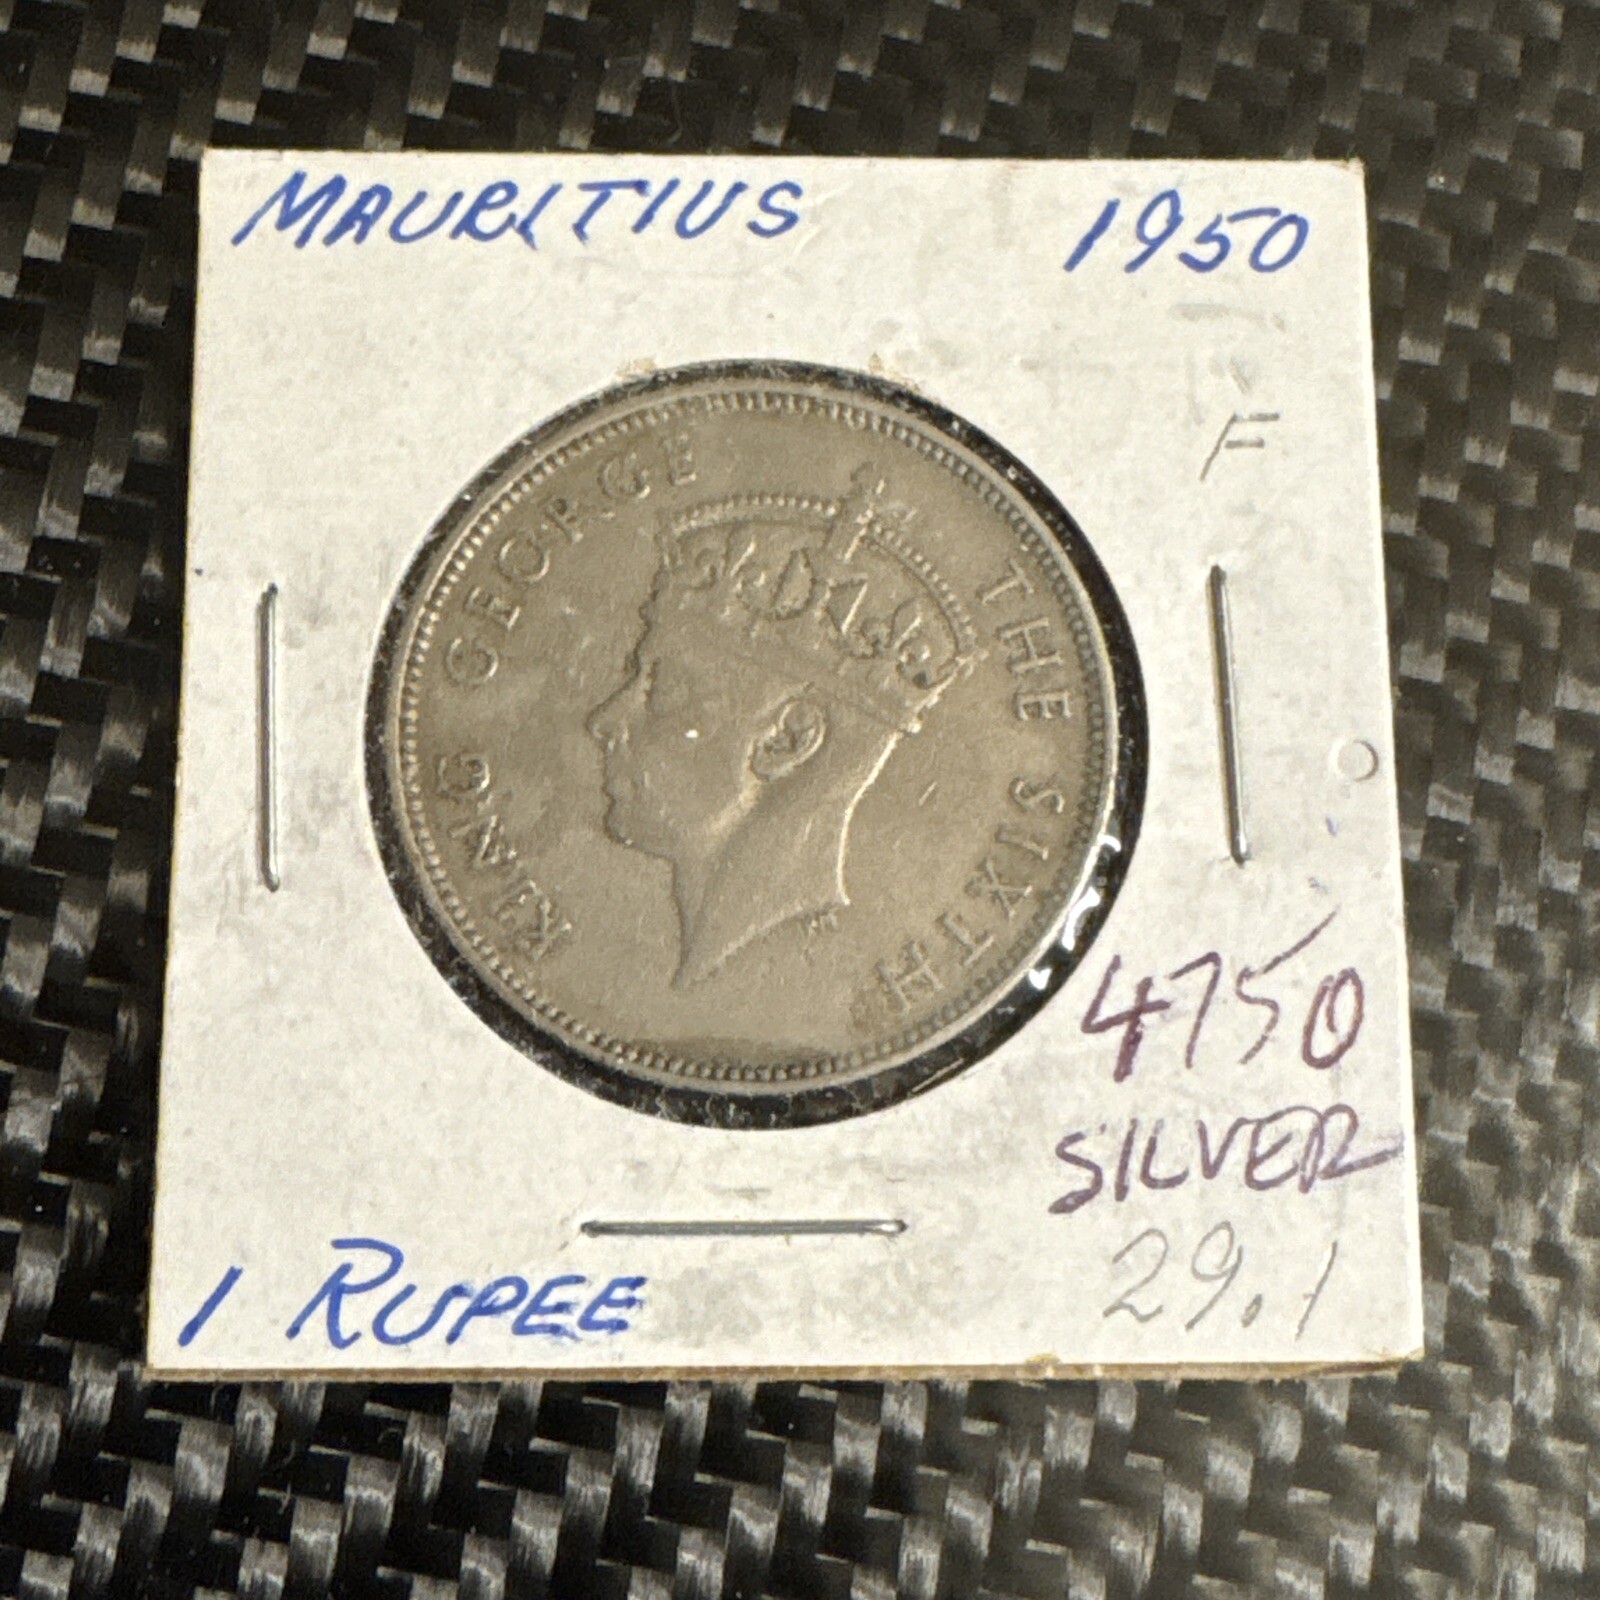 MAURITIUS 1950
F
KING GEORGE THE SIXTH
4750
SILVER
1 RUPEE 29.1